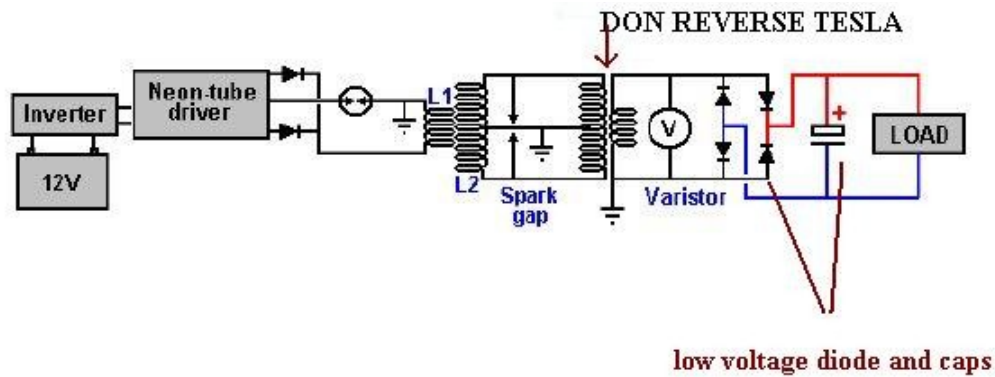 DON REVERSE TESLA
Neon-tube
driver
Inverter
12V
L1
L2
Spark
gap
V
Varistor
+
LOAD
low voltage diode and caps